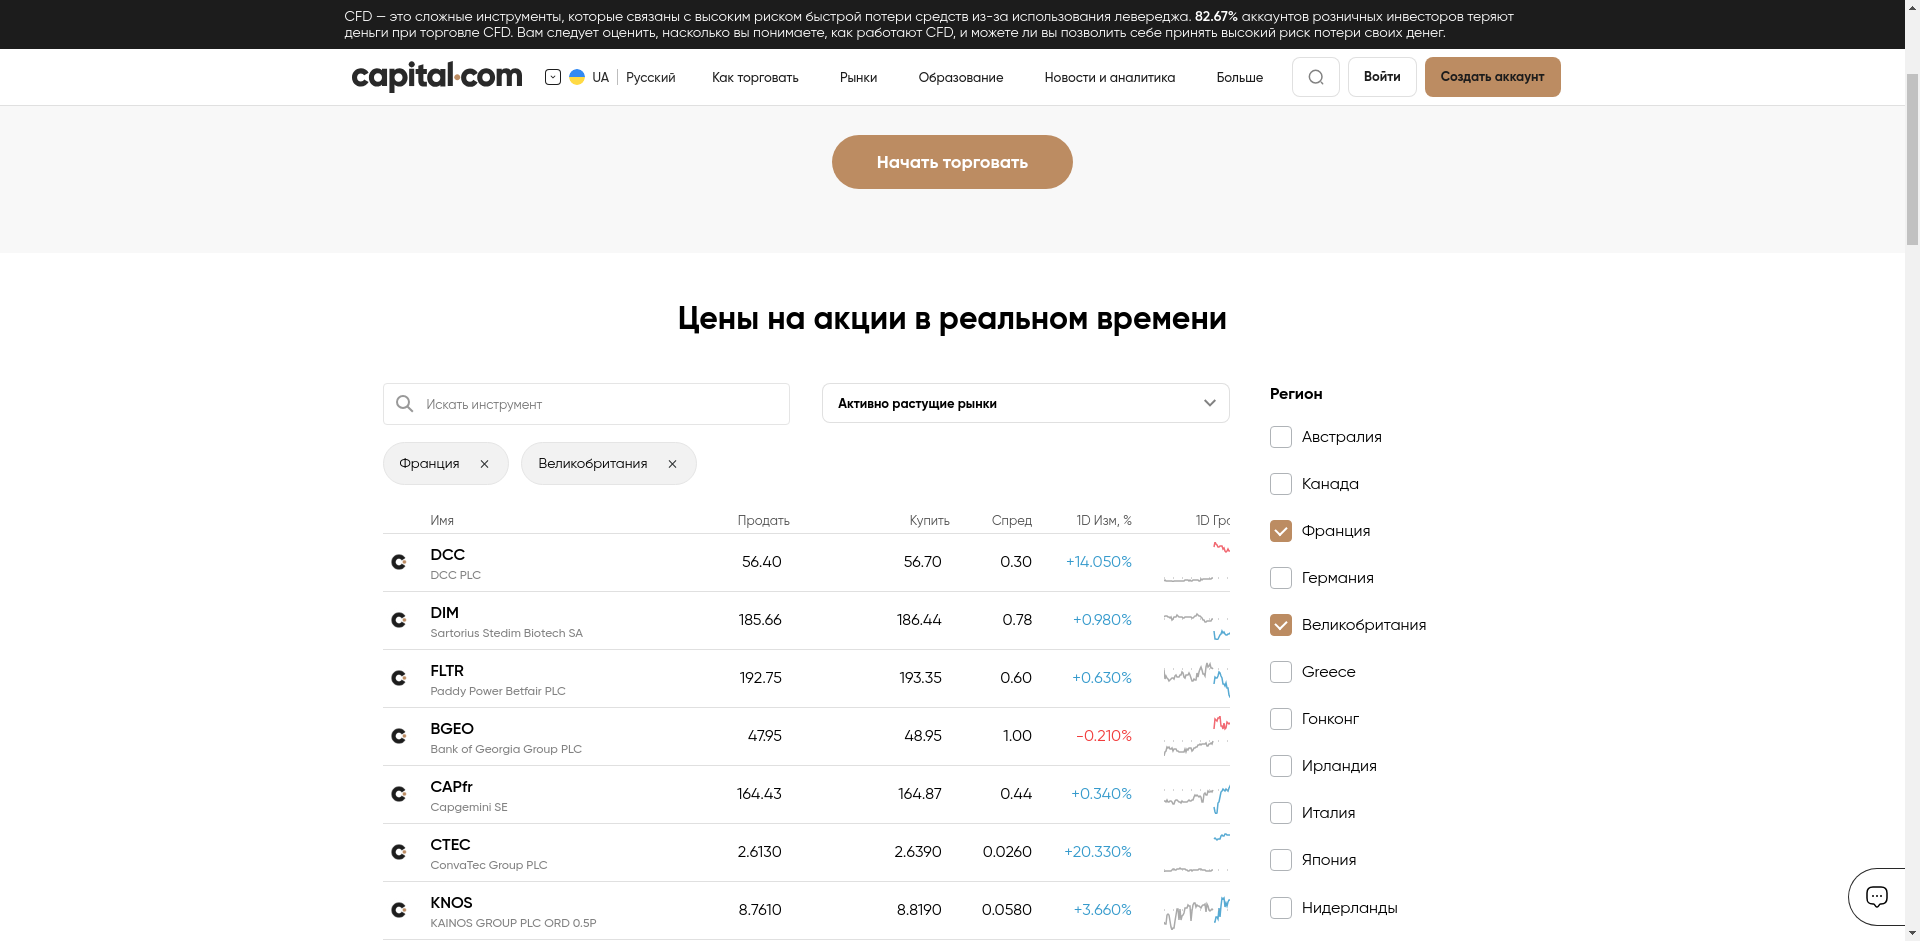 CFD — это сложные инструменты, которые связаны с высоким риском быстрой потери средств из-за использования левереджа. 82.67% аккаунтов розничных инвесторов теряют
деньги при торговле CFD. Вам следует оценить, насколько вы понимаете, как работают CFD, и можете ли вы позволить себе принять высокий риск потери своих денег.
capital.com UA Русский Как торговать Рынки Образование Новости и аналитика Больше Войти Создать аккаунт
Начать торговать
Цены на акции в реальном времени
Искать инструмент
Активно растущие рынки
Франция × Великобритания ×
Имя Продать Купить Спред 1D Изм, % 1D Гра
DCC 56.40 56.70 0.30 +14.050%
DCC PLC
DIM 185.66 186.44 0.78 +0.980%
Sartorius Stedim Biotech SA
FLTR 192.75 193.35 0.60 +0.630%
Paddy Power Betfair PLC
BGEO 47.95 48.95 1.00 -0.210%
Bank of Georgia Group PLC
CAPfr 164.43 164.87 0.44 +0.340%
Capgemini SE
CTEC 2.6130 2.6390 0.0260 +20.330%
ConvaTec Group PLC
KNOS 8.7610 8.8190 0.0580 +3.660%
KAINOS GROUP PLC ORD 0.5P
Регион
Австралия
Канада
Франция
Германия
Великобритания
Greece
Гонконг
Ирландия
Италия
Япония
Нидерланды